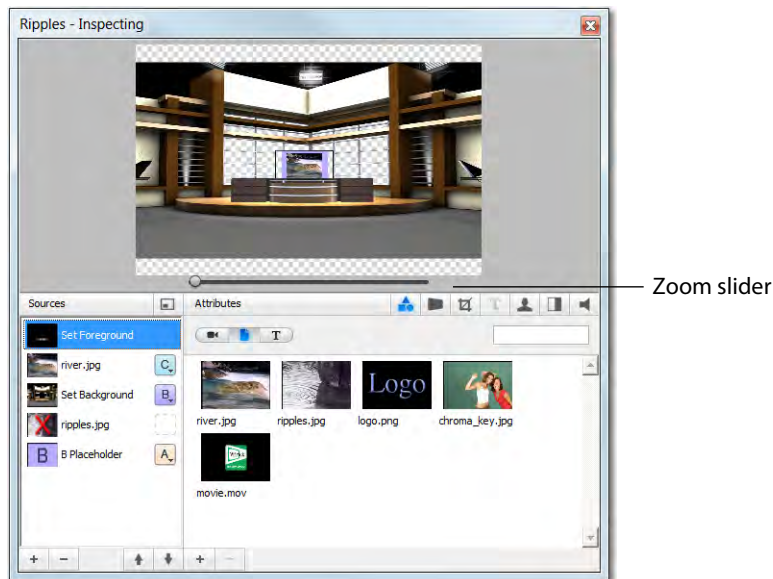 Ripples - Inspecting
Zoom slider
Sources
Attributes
T
Set Foreground
T
river.jpg
C
Set Background
B
ripples.jpg
B
B Placeholder
A
Logo
river.jpg
ripples.jpg
logo.png
chroma_key.jpg
movie.mov